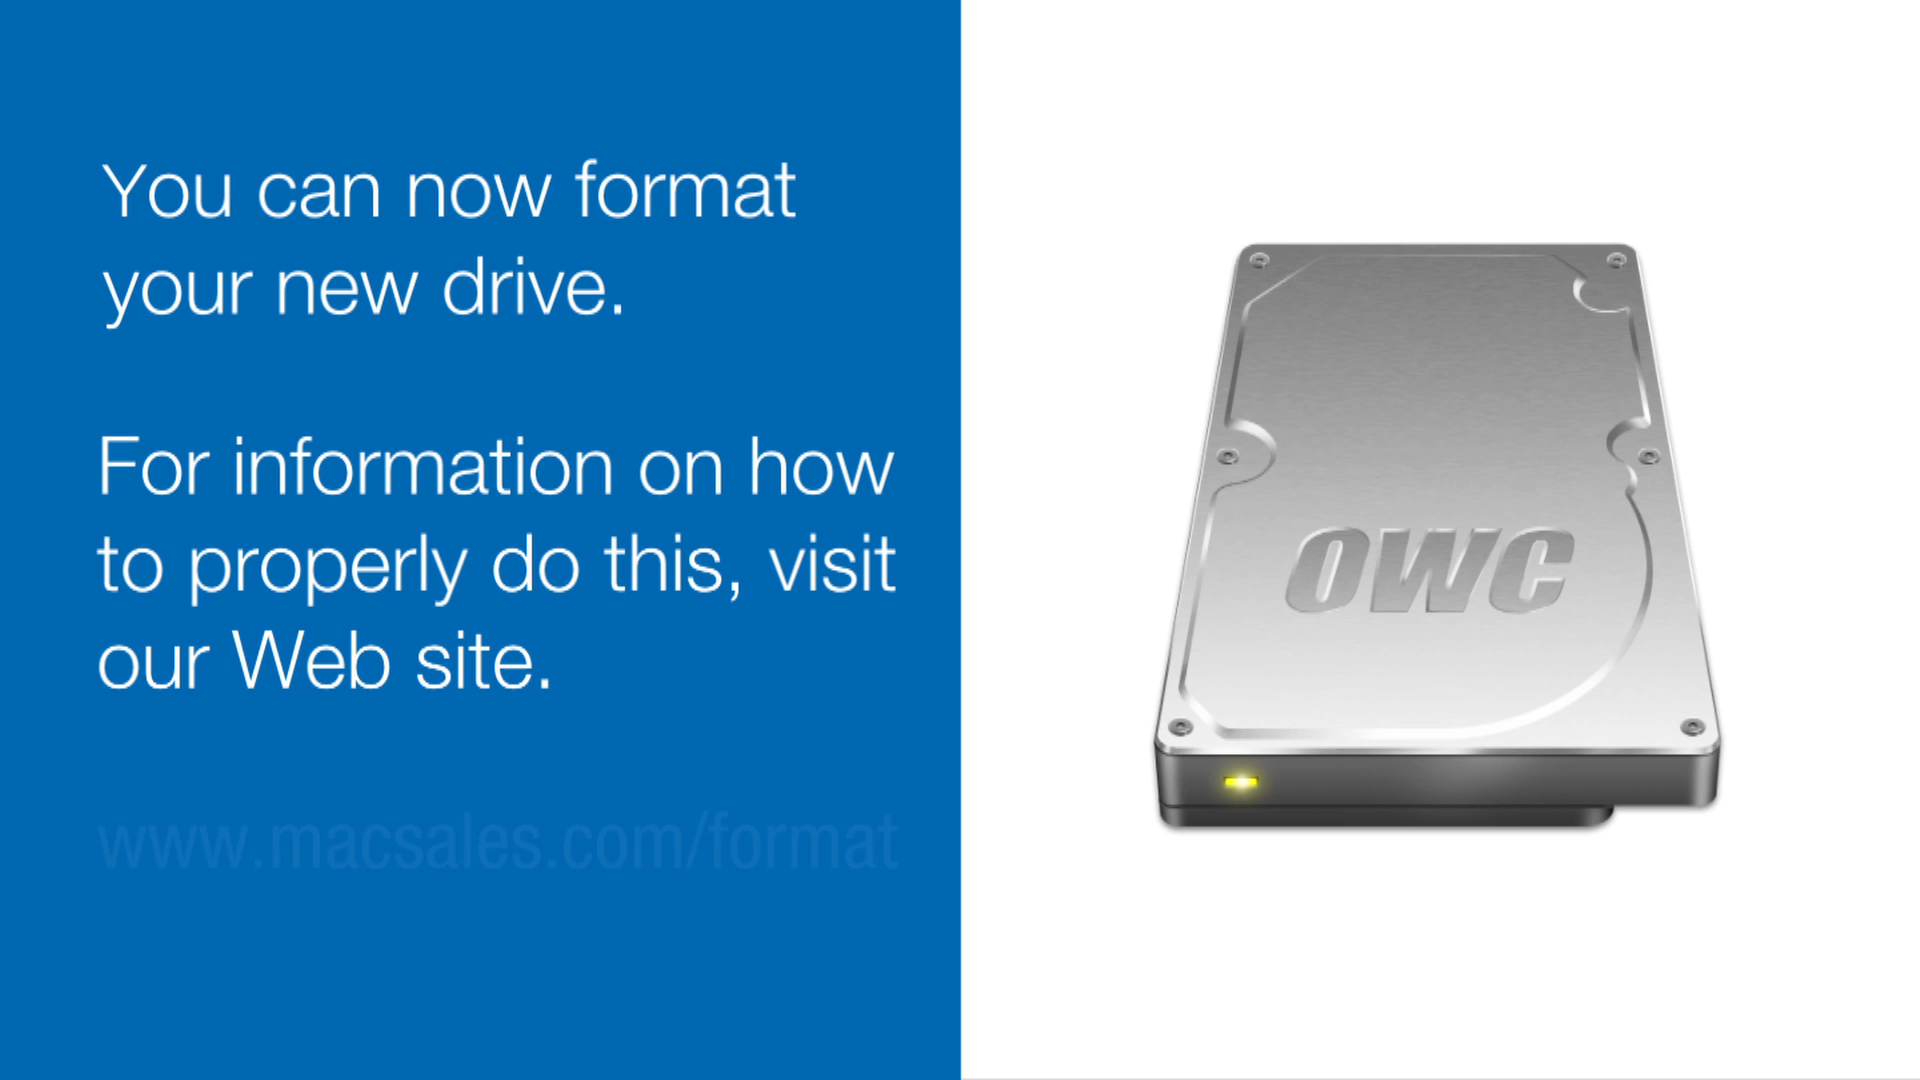 You can now format
your new drive.
For information on how
to properly do this, visit
our Web site.
www.macsales.com/format
OWC